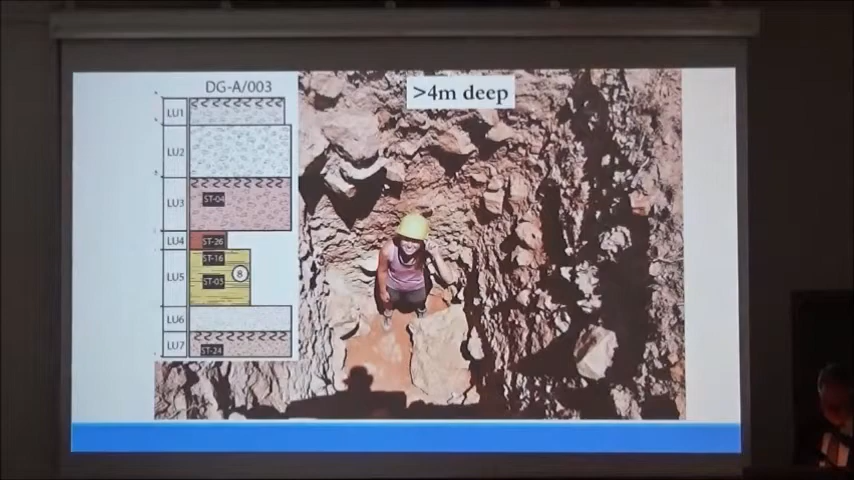 DG-A/003
>4m deep
LU1
LU2
LU3
ST-04
LU4
ST-26
ST-16
LU5
ST-03
8
LU6
LU7
ST-24